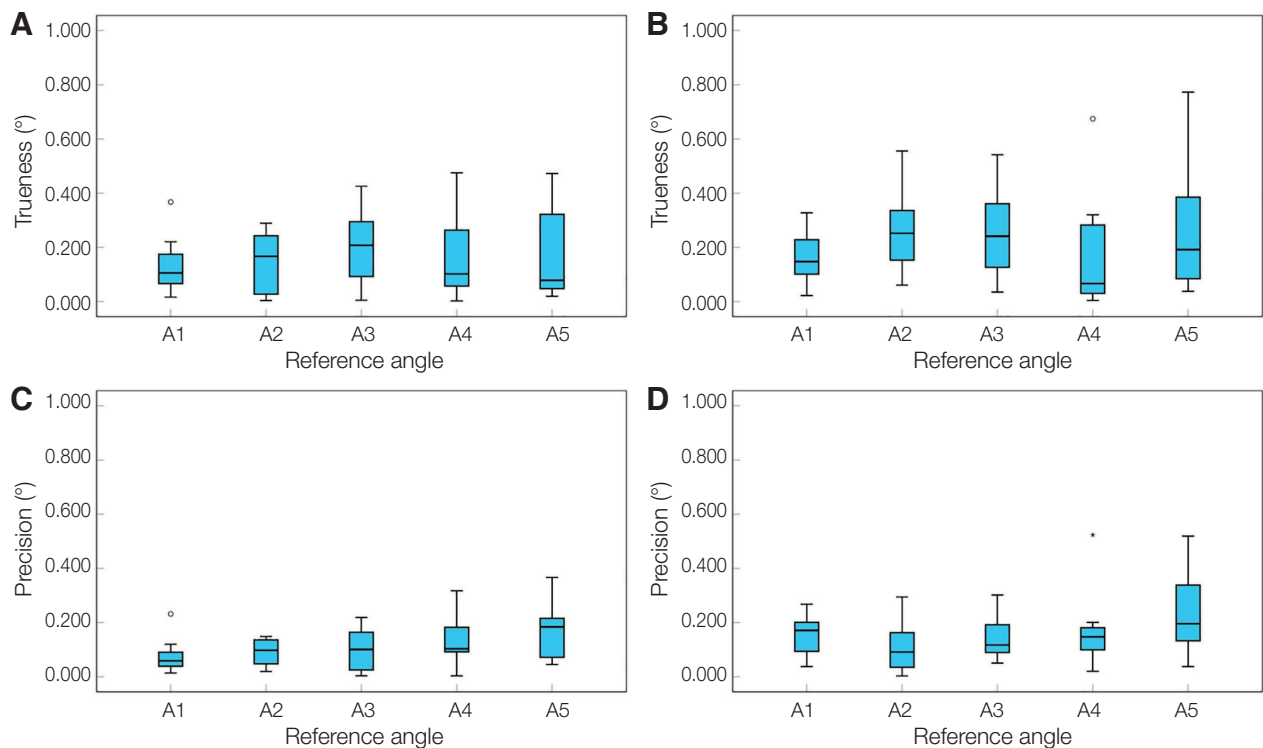 A
B
1.000
0.800
0.600
0.400
0.200
0.000
Trueness (°)
A1 A2 A3 A4 A5
Reference angle
1.000
0.800
0.600
0.400
0.200
0.000
Trueness (°)
A1 A2 A3 A4 A5
Reference angle
C
D
1.000
0.800
0.600
0.400
0.200
0.000
Precision (°)
A1 A2 A3 A4 A5
Reference angle
1.000
0.800
0.600
0.400
0.200
0.000
Precision (°)
A1 A2 A3 A4 A5
Reference angle